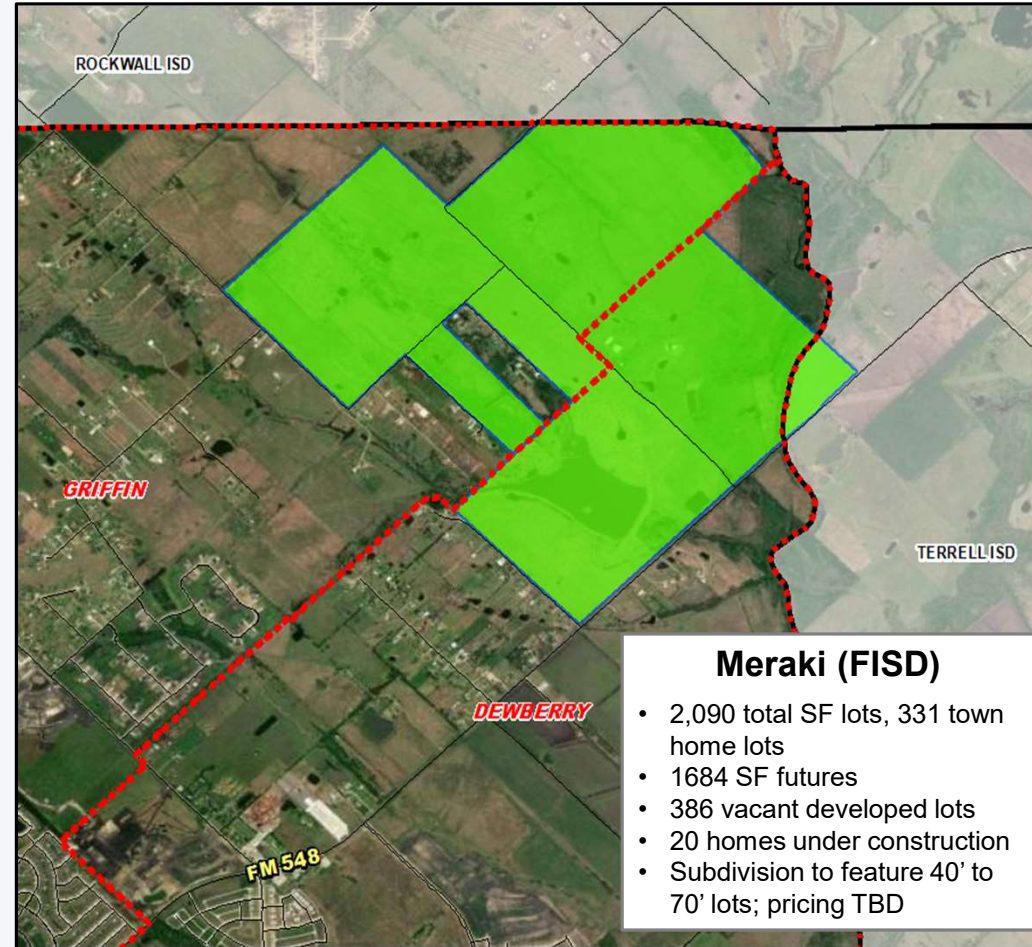 ROCKWALL ISD
GRIFFIN
TERRELL ISD
DEWBERRY
FM 548
Meraki (FISD)
• 2,090 total SF lots, 331 town
home lots
• 1684 SF futures
• 386 vacant developed lots
• 20 homes under construction
• Subdivision to feature 40’ to
70’ lots; pricing TBD